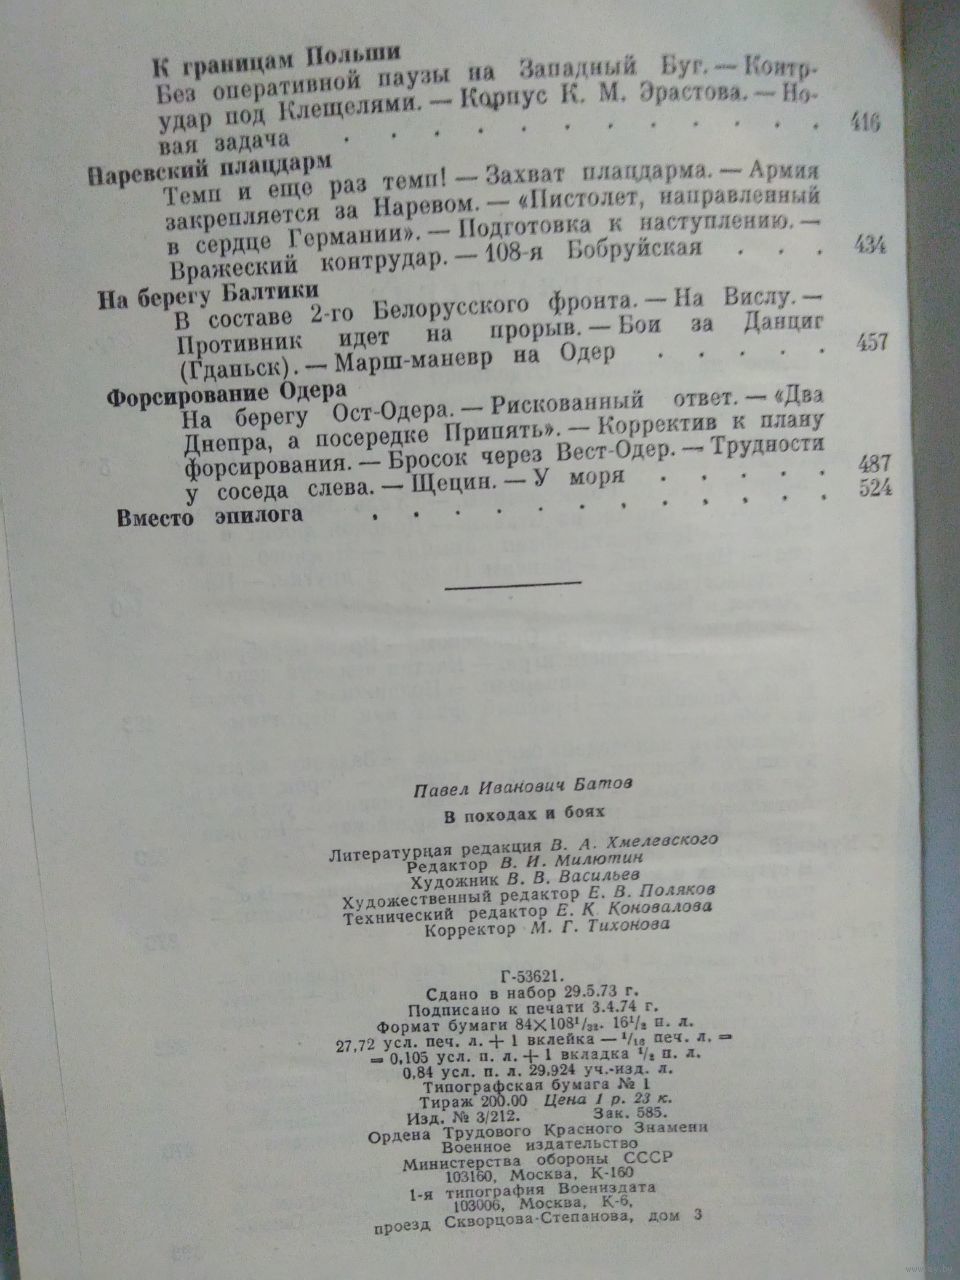 К границам Польши
Без оперативной паузы на Западный Буг. — Контр-
удар под Клещелями. — Корпус К. М. Эрастова. — Но-
вая задача . . . . . . . . . . . . 416
Наревский плацдарм
Темп и еще раз темп! — Захват плацдарма. — Армия
закрепляется за Наревом. — «Пистолет, направленный
в сердце Германии». — Подготовка к наступлению. —
Вражеский контрудар. — 108-я Бобруйская . . . 434
На берегу Балтики
В составе 2-го Белорусского фронта. — На Вислу. —
Противник идет на прорыв. — Бои за Данциг
(Гданьск). — Марш-маневр на Одер . . . . . 457
Форсирование Одера
На берегу Ост-Одера. — Рискованный ответ. — «Два
Днепра, а посередке Припять». — Корректив к плану
форсирования. — Бросок через Вест-Одер. — Трудности
у соседа слева. — Щецин. — У моря . . . . . 487
Вместо эпилога . . . . . . . . . . . . 524
Павел Иванович Батов
В походах и боях
Литературная редакция В. А. Хмелевского
Редактор В. И. Милютин
Художник В. В. Васильев
Художественный редактор Е. В. Поляков
Технический редактор Е. К. Коновалова
Корректор М. Г. Тихонова
Г-53621.
Сдано в набор 29.5.73 г.
Подписано к печати 3.4.74 г.
Формат бумаги 84×108¹/₃₂. 16¹/₂ п. л.
27,72 усл. печ. л. + 1 вклейка — ¹/₁₆ печ. л. =
= 0,105 усл. п. л. + 1 вкладка ¹/₂ п. л.
0,84 усл. п. л. 29,924 уч.-изд. л.
Типографская бумага № 1
Тираж 200.00 Цена 1 р. 23 к.
Изд. № 3/212. Зак. 585.
Ордена Трудового Красного Знамени
Военное издательство
Министерства обороны СССР
103160, Москва, К-160
1-я типография Воениздата
103006, Москва, К-6,
проезд Скворцова-Степанова, дом 3